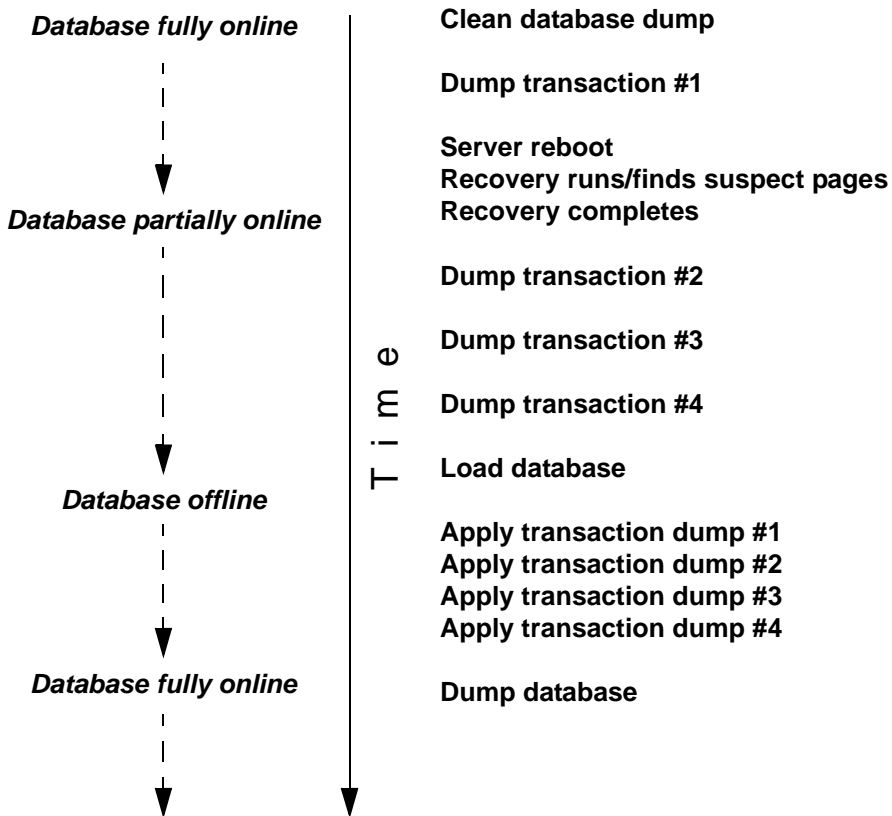 Database fully online
Clean database dump
Dump transaction #1
Server reboot
Recovery runs/finds suspect pages
Database partially online
Recovery completes
Dump transaction #2
Dump transaction #3
Time
Dump transaction #4
Load database
Database offline
Apply transaction dump #1
Apply transaction dump #2
Apply transaction dump #3
Apply transaction dump #4
Database fully online
Dump database